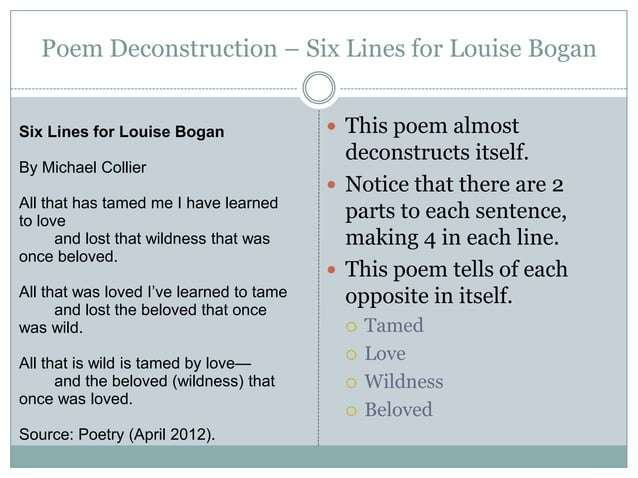 Poem Deconstruction – Six Lines for Louise Bogan
Six Lines for Louise Bogan
By Michael Collier
All that has tamed me I have learned
to love
and lost that wildness that was
once beloved.
All that was loved I’ve learned to tame
and lost the beloved that once
was wild.
All that is wild is tamed by love—
and the beloved (wildness) that
once was loved.
Source: Poetry (April 2012).
This poem almost
deconstructs itself.
Notice that there are 2
parts to each sentence,
making 4 in each line.
This poem tells of each
opposite in itself.
Tamed
Love
Wildness
Beloved